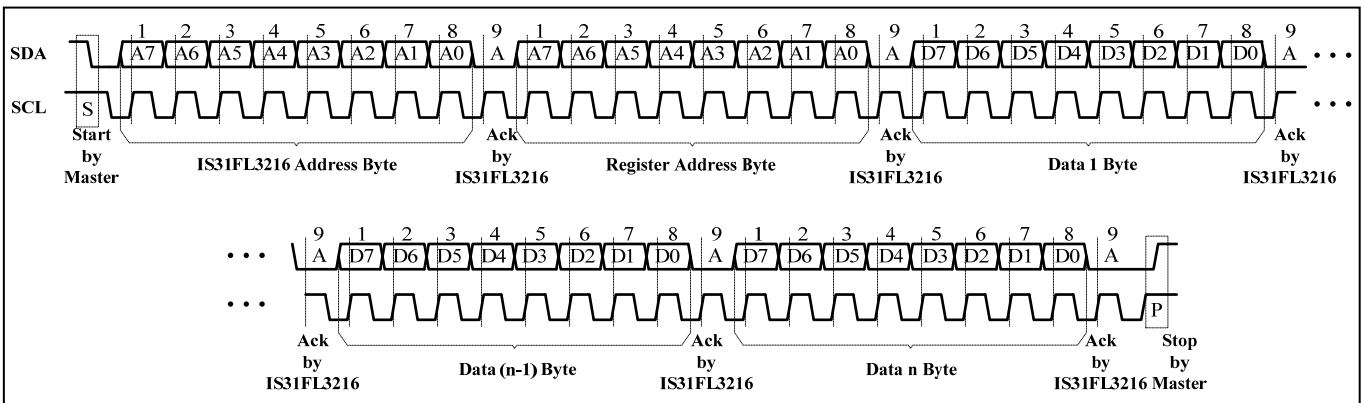 1 2 3 4 5 6 7 8 9 1 2 3 4 5 6 7 8 9 1 2 3 4 5 6 7 8 9
SDA A7 A6 A5 A4 A3 A2 A1 A0 A A7 A6 A5 A4 A3 A2 A1 A0 A D7 D6 D5 D4 D3 D2 D1 D0 A • • •
SCL S • • •
Start by Master
IS31FL3216 Address Byte
Ack by IS31FL3216
Register Address Byte
Ack by IS31FL3216
Data 1 Byte
Ack by IS31FL3216
9 1 2 3 4 5 6 7 8 9 1 2 3 4 5 6 7 8 9
• • • A D7 D6 D5 D4 D3 D2 D1 D0 A D7 D6 D5 D4 D3 D2 D1 D0 A
• • • P
Ack by IS31FL3216
Data (n-1) Byte
Ack by IS31FL3216
Data n Byte
Ack by IS31FL3216
Stop by Master